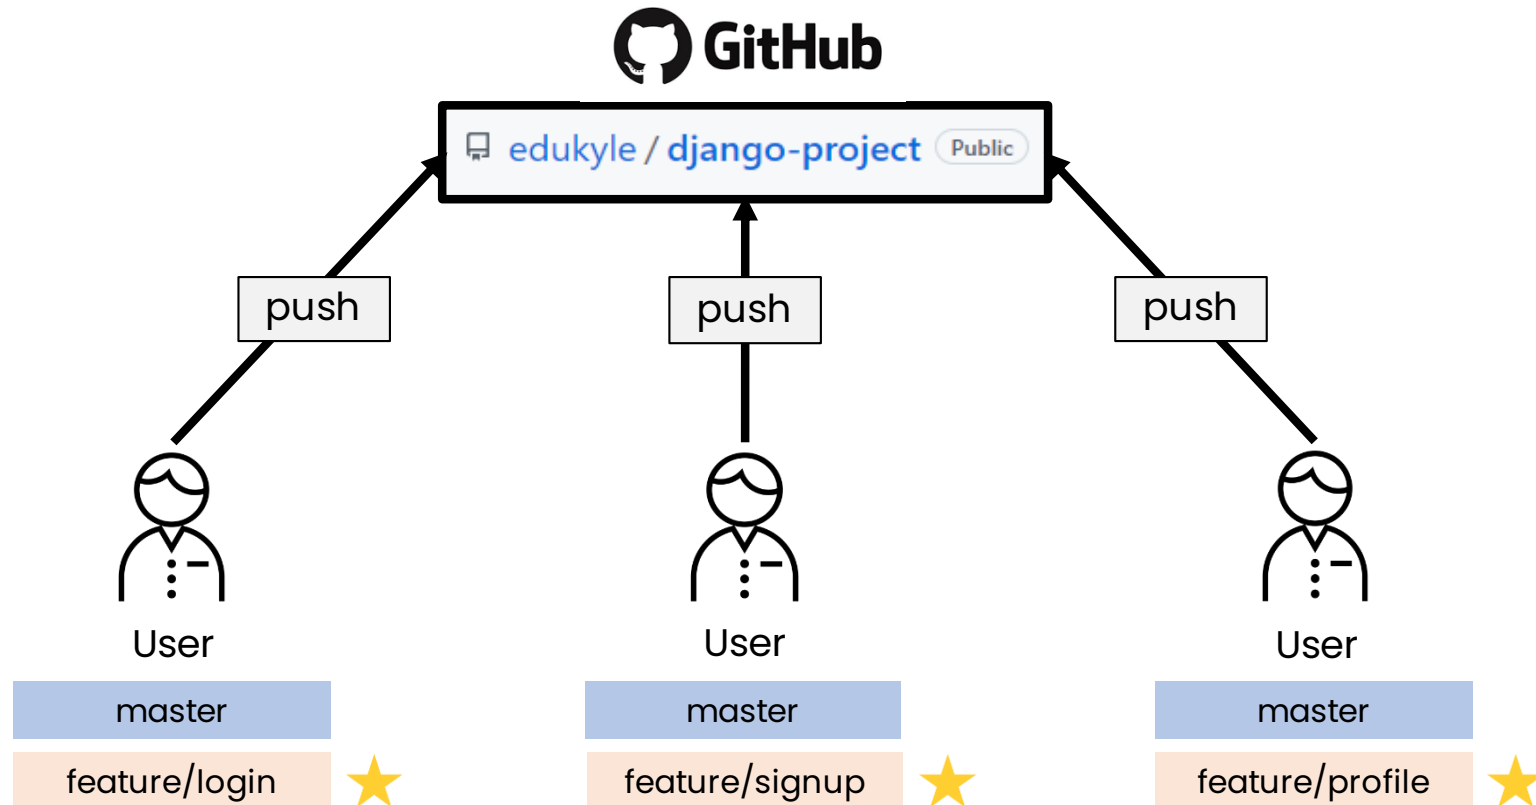 GitHub
edukyle / django-project Public
push
push
push
User
User
User
master
master
master
feature/login
feature/signup
feature/profile